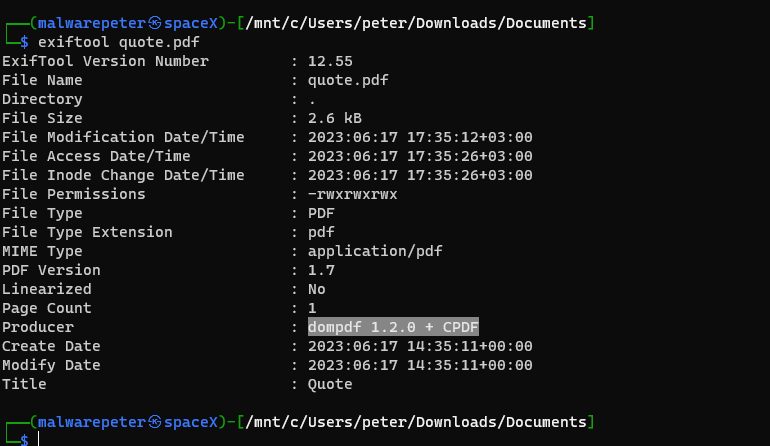 ┌──(malwarepeter㉿spaceX)-[/mnt/c/Users/peter/Downloads/Documents]
└─$ exiftool quote.pdf
ExifTool Version Number         : 12.55
File Name                       : quote.pdf
Directory                       : .
File Size                       : 2.6 kB
File Modification Date/Time     : 2023:06:17 17:35:12+03:00
File Access Date/Time           : 2023:06:17 17:35:26+03:00
File Inode Change Date/Time     : 2023:06:17 17:35:26+03:00
File Permissions                : -rwxrwxrwx
File Type                       : PDF
File Type Extension             : pdf
MIME Type                       : application/pdf
PDF Version                     : 1.7
Linearized                      : No
Page Count                      : 1
Producer                        : dompdf 1.2.0 + CPDF
Create Date                     : 2023:06:17 14:35:11+00:00
Modify Date                     : 2023:06:17 14:35:11+00:00
Title                           : Quote
┌──(malwarepeter㉿spaceX)-[/mnt/c/Users/peter/Downloads/Documents]
└─$